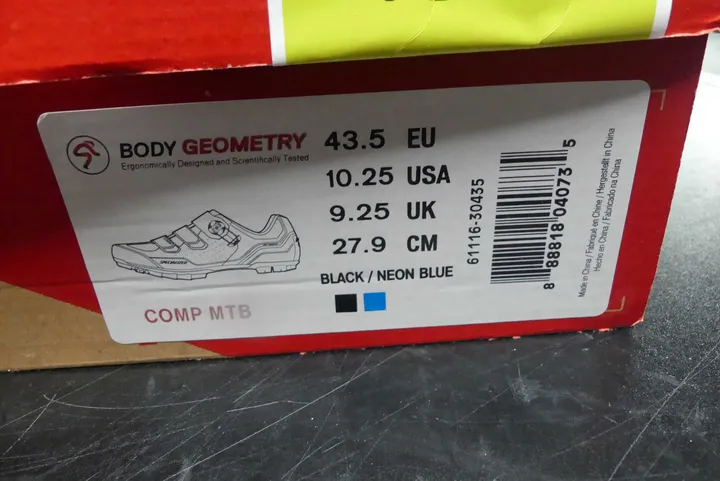 BODY GEOMETRY
Ergonomically Designed and Scientifically Tested
43.5 EU
10.25 USA
9.25 UK
27.9 CM
BLACK / NEON BLUE
SPECIALIZED
COMP MTB
61116-30435
8 88818 04073 5
Made in China / Fabriqué en Chine / Hergestellt in China
Hecho en China / Fabricado na China